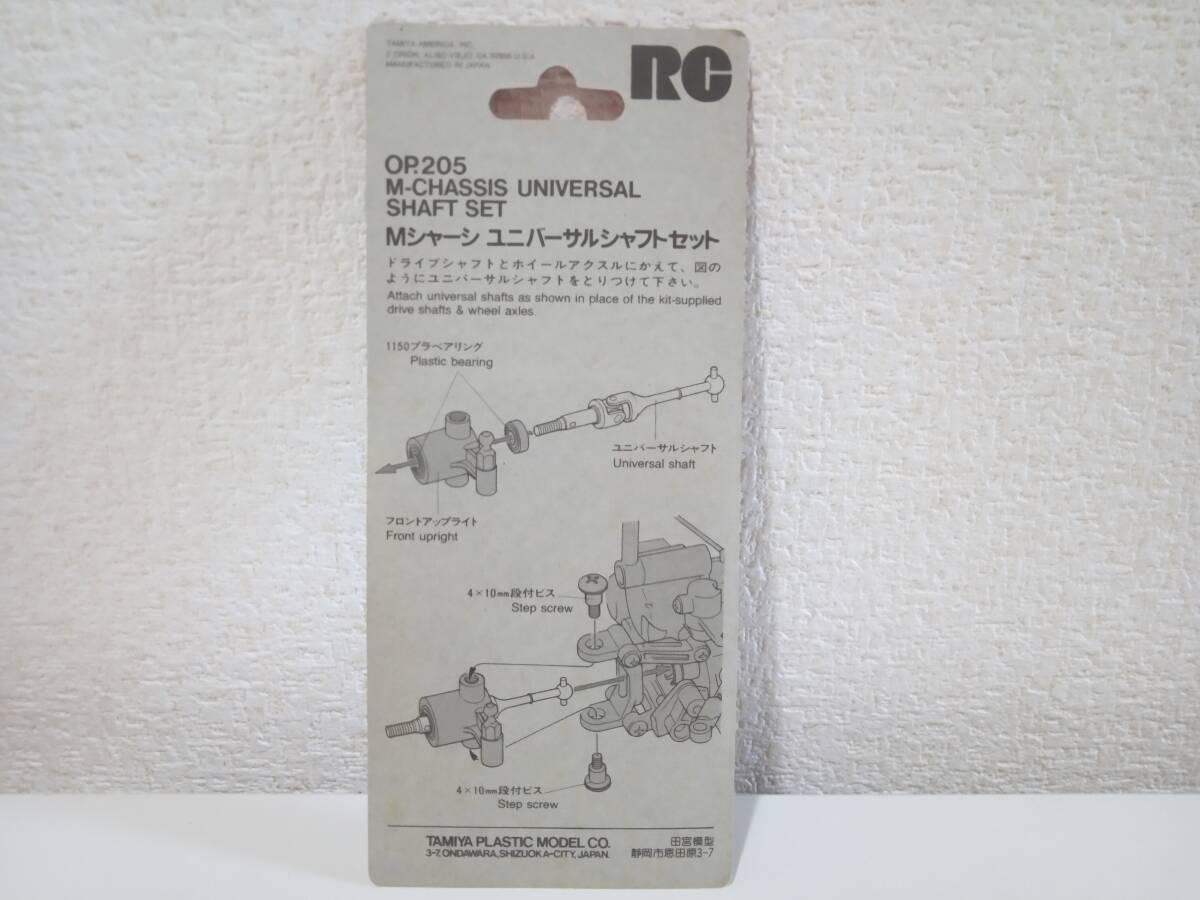 TAMIYA AMERICA, INC.
2 ORION, ALISO VIEJO, CA 92656 U.S.A
MANUFACTURED IN JAPAN
RC
OP.205
M-CHASSIS UNIVERSAL
SHAFT SET
Mシャーシ ユニバーサルシャフトセット
ドライブシャフトとホイールアクスルにかえて、図の
ようにユニバーサルシャフトをとりつけて下さい。
Attach universal shafts as shown in place of the kit-supplied
drive shafts & wheel axles.
1150プラベアリング
Plastic bearing
ユニバーサルシャフト
Universal shaft
フロントアップライト
Front upright
4×10mm段付ビス
Step screw
4×10mm段付ビス
Step screw
TAMIYA PLASTIC MODEL CO.
3-7, ONDAWARA, SHIZUOKA-CITY, JAPAN.
田宮模型
静岡市恩田原3-7